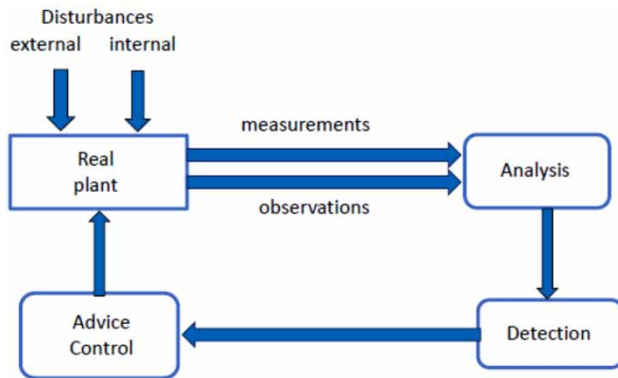 Disturbances
external internal
measurements
Real
plant
Analysis
observations
Advice
Control
Detection